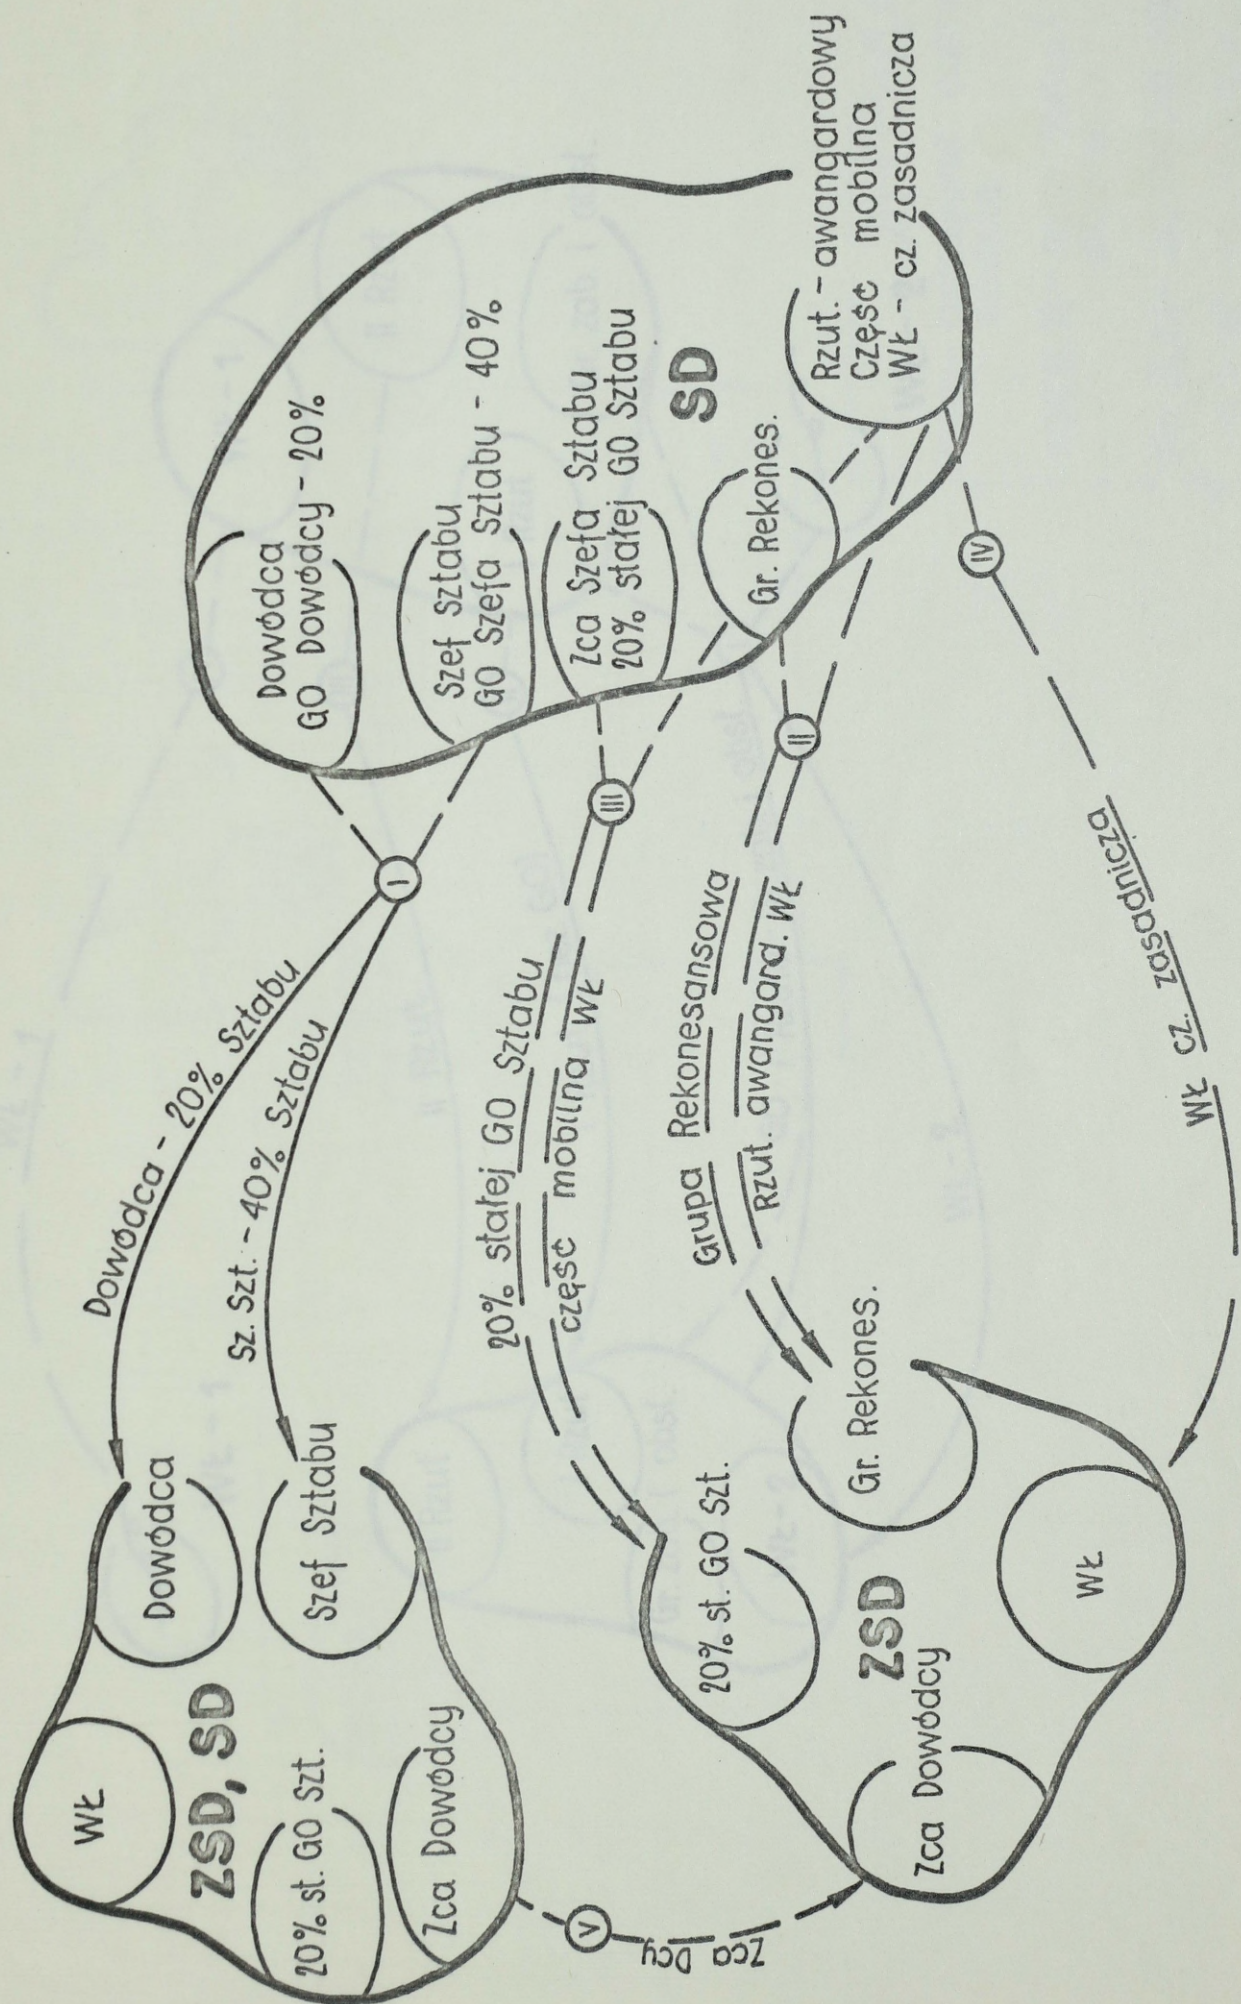 WŁ
ZSD, SD
20% st. GO Szt.
Zca Dowódcy
Dowódca
Szef Sztabu
Dowódca - 20% Sztabu
Sz. Szt. - 40% Sztabu
I
Dowódca
GO Dowódcy - 20%
Szef Sztabu
GO Szefa Sztabu - 40%
Zca Szefa Sztabu
20% stałej GO Sztabu
SD
Gr. Rekones.
Rzut. - awangardowy
Część mobilna
WŁ - cz. zasadnicza
20% stałej GO Sztabu
część mobilna WŁ
III
Grupa Rekonesansowa
Rzut. awangard. WŁ
II
IV
WŁ cz. zasadnicza
V
Zca Dcy
20% st. GO Szt.
Gr. Rekones.
ZSD
Zca Dowódcy
WŁ